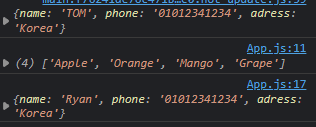 {name: 'TOM', phone: '01012341234', adress:
'Korea'}
App.js:11
(4) ['Apple', 'Orange', 'Mango', 'Grape']
App.js:17
{name: 'Ryan', phone: '01012341234', adress:
'Korea'}